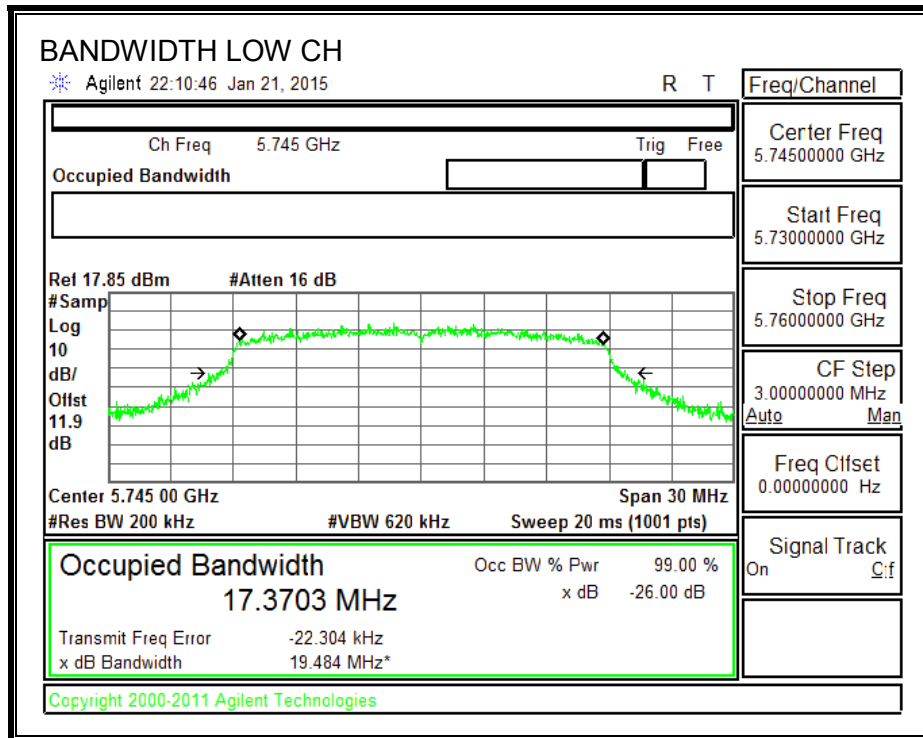 BANDWIDTH LOW CH
Agilent 22:10:46 Jan 21, 2015 R T
Freq/Channel
Ch Freq 5.745 GHz Trig Free
Occupied Bandwidth
Center Freq
5.74500000 GHz
Start Freq
5.73000000 GHz
Stop Freq
5.76000000 GHz
CF Step
3.00000000 MHz
Auto Man
Freq Offset
0.00000000 Hz
Signal Track
On Off
Ref 17.85 dBm #Atten 16 dB
#Samp
Log
10
dB/
Offst
11.9
dB
Center 5.745 00 GHz Span 30 MHz
#Res BW 200 kHz #VBW 620 kHz Sweep 20 ms (1001 pts)
Occupied Bandwidth
17.3703 MHz
Occ BW % Pwr 99.00 %
x dB -26.00 dB
Transmit Freq Error -22.304 kHz
x dB Bandwidth 19.484 MHz*
Copyright 2000-2011 Agilent Technologies